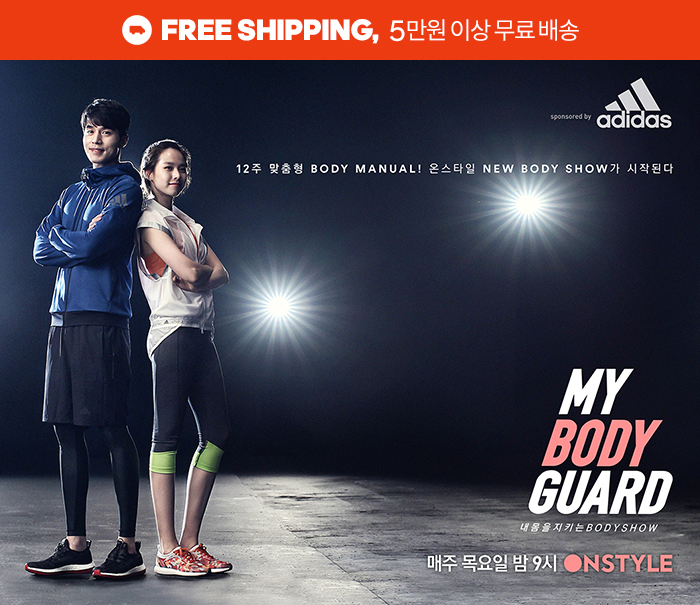 FREE SHIPPING, 5만원 이상 무료 배송
sponsored by adidas
12주 맞춤형 BODY MANUAL! 온스타일 NEW BODY SHOW가 시작된다
MY
BODY
GUARD
내몸을지키는BODYSHOW
매주 목요일 밤 9시 ONSTYLE